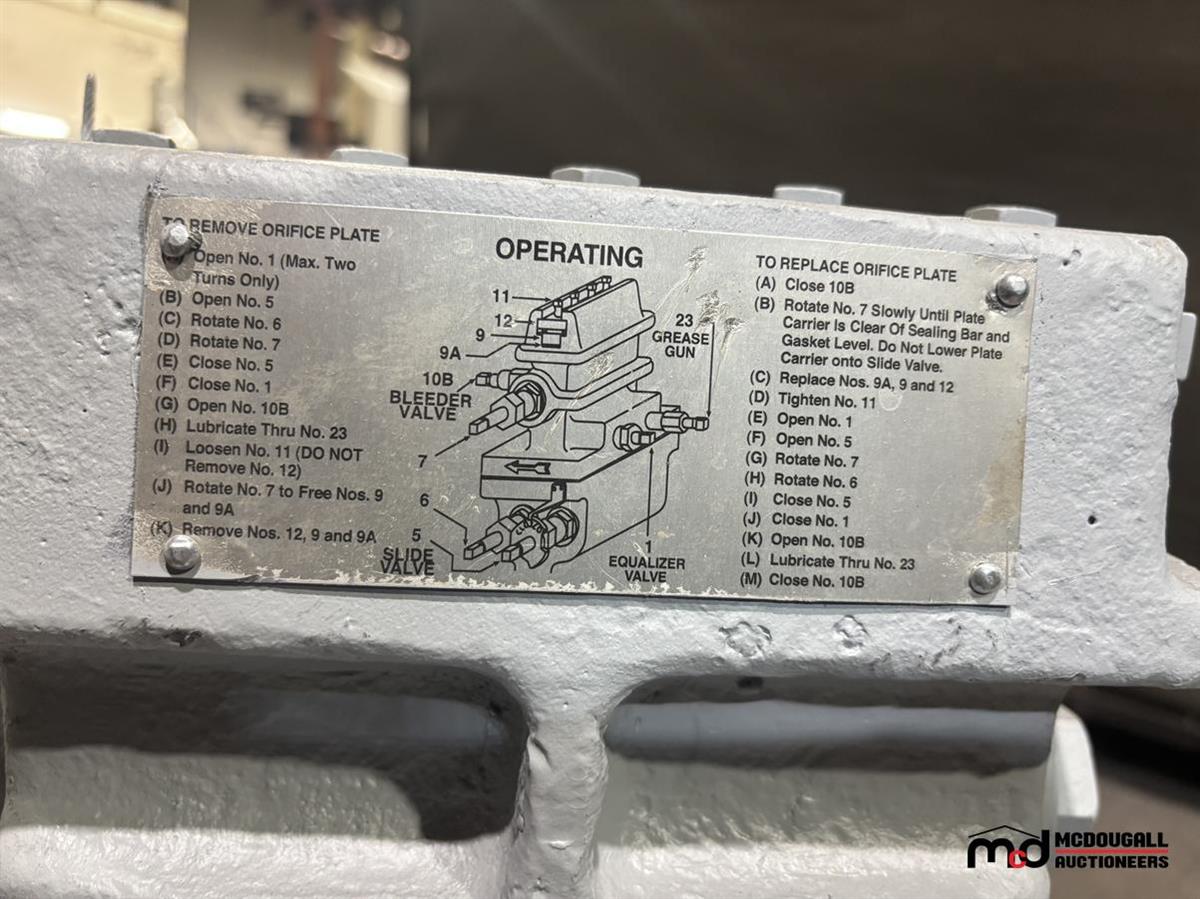 TO REMOVE ORIFICE PLATE
Open No. 1 (Max. Two
Turns Only)
(B) Open No. 5
(C) Rotate No. 6
(D) Rotate No. 7
(E) Close No. 5
(F) Close No. 1
(G) Open No. 10B
(H) Lubricate Thru No. 23
(I) Loosen No. 11 (DO NOT
Remove No. 12)
(J) Rotate No. 7 to Free Nos. 9
and 9A
(K) Remove Nos. 12, 9 and 9A
OPERATING
11
12
9
9A
10B
BLEEDER
VALVE
7
6
5
SLIDE
VALVE
23
GREASE
GUN
1
EQUALIZER
VALVE
TO REPLACE ORIFICE PLATE
(A) Close 10B
(B) Rotate No. 7 Slowly Until Plate
Carrier Is Clear Of Sealing Bar and
Gasket Level. Do Not Lower Plate
Carrier onto Slide Valve.
(C) Replace Nos. 9A, 9 and 12
(D) Tighten No. 11
(E) Open No. 1
(F) Open No. 5
(G) Rotate No. 7
(H) Rotate No. 6
(I) Close No. 5
(J) Close No. 1
(K) Open No. 10B
(L) Lubricate Thru No. 23
(M) Close No. 10B
mcd MCDOUGALL
AUCTIONEERS